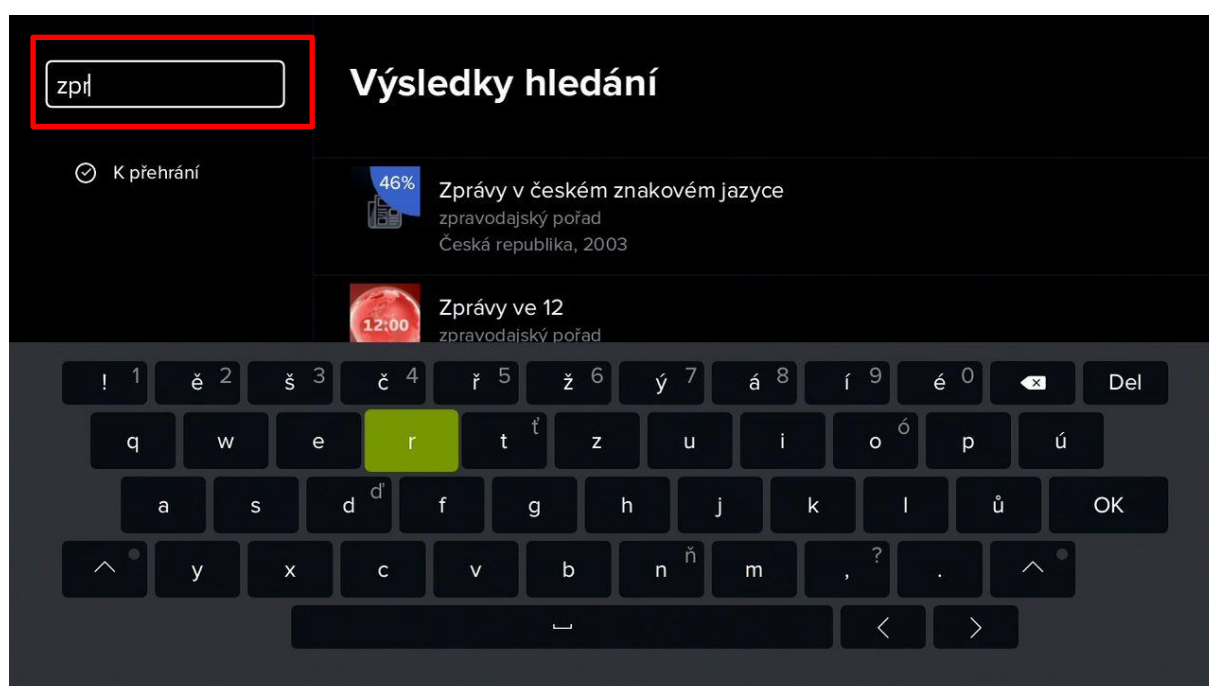 zpr
Výsledky hledání
K přehrání
46%
Zprávy v českém znakovém jazyce
zpravodajský pořad
Česká republika, 2003
12:00
Zprávy ve 12
zpravodajský pořad
! 1 ě 2 š 3 č 4 ř 5 ž 6 ý 7 á 8 í 9 é 0 Del
q w e r t ť z u i o ó p ú
a s d ď f g h j k l ů OK
y x c v b n ň m , ? .